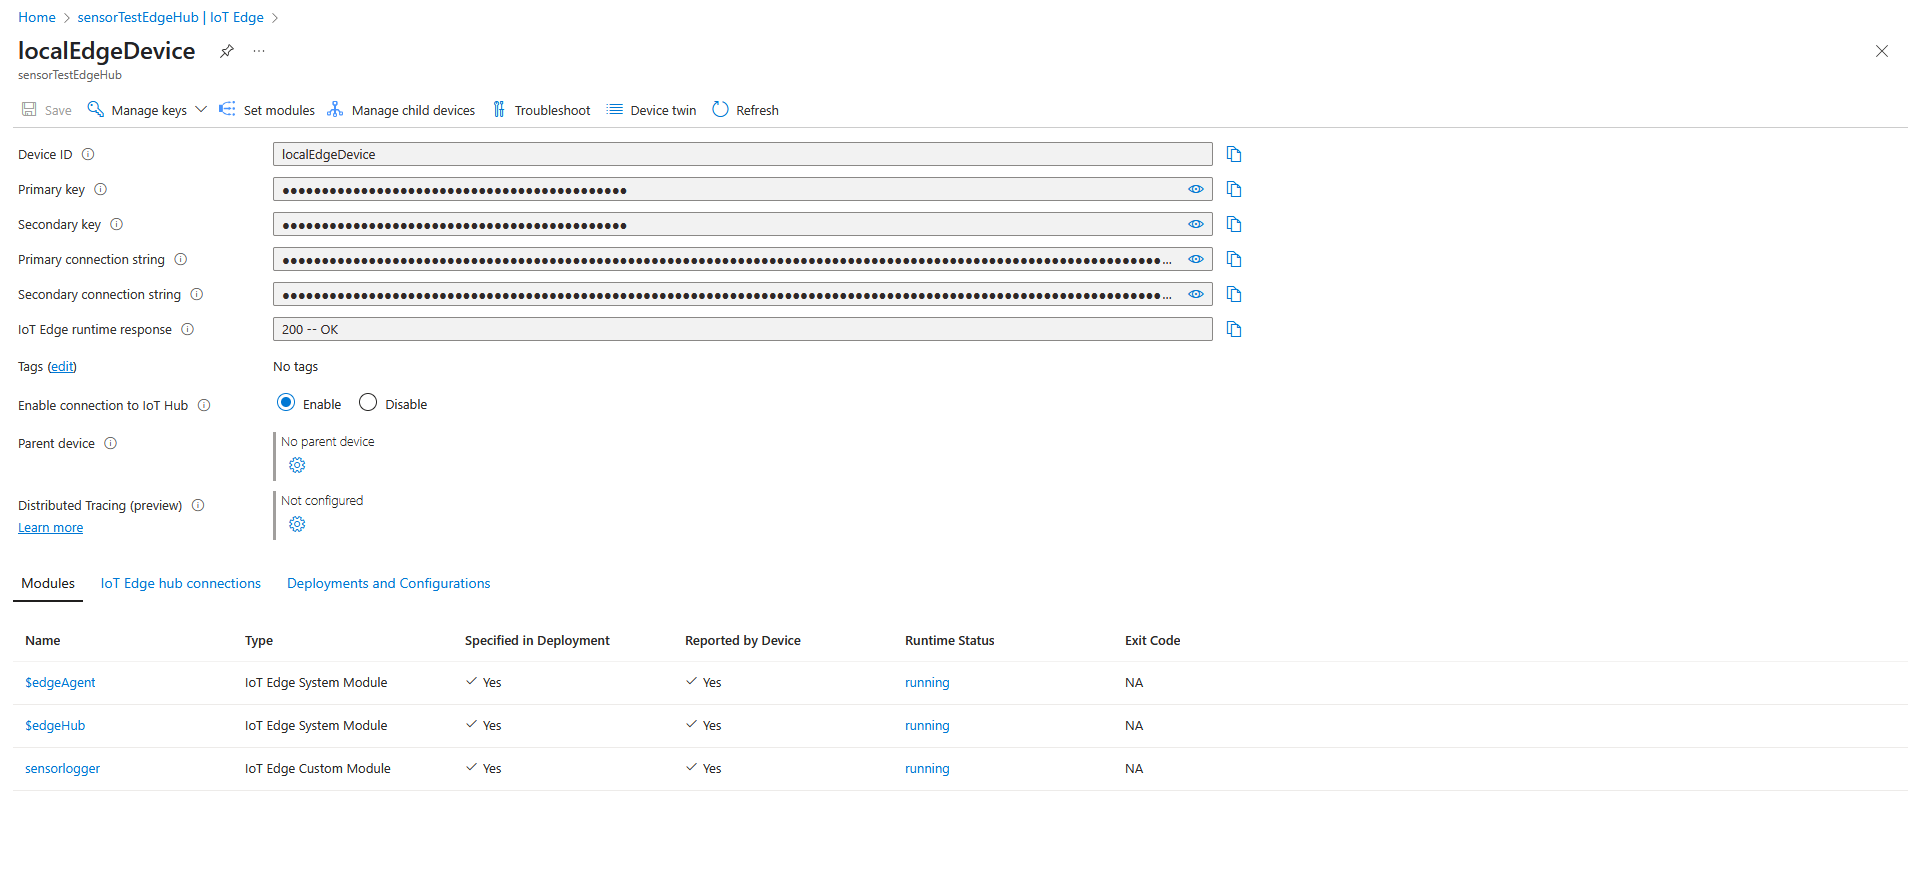 Home > sensorTestEdgeHub | IoT Edge >
localEdgeDevice ...
sensorTestEdgeHub
Save Manage keys Set modules Manage child devices Troubleshoot Device twin Refresh
Device ID localEdgeDevice
Primary key ••••••••••••••••••••••••••••••••••••••••••••
Secondary key ••••••••••••••••••••••••••••••••••••••••••••
Primary connection string ••••••••••••••••••••••••••••••••••••••••••••••••••••••••••••••••••••••••••••••••••••••••••••••••••••••••••••••••...
Secondary connection string ••••••••••••••••••••••••••••••••••••••••••••••••••••••••••••••••••••••••••••••••••••••••••••••••••••••••••••••••...
IoT Edge runtime response 200 -- OK
Tags (edit) No tags
Enable connection to IoT Hub Enable Disable
Parent device No parent device
Distributed Tracing (preview) Not configured
Learn more
Modules IoT Edge hub connections Deployments and Configurations
Name Type Specified in Deployment Reported by Device Runtime Status Exit Code
$edgeAgent IoT Edge System Module Yes Yes running NA
$edgeHub IoT Edge System Module Yes Yes running NA
sensorlogger IoT Edge Custom Module Yes Yes running NA